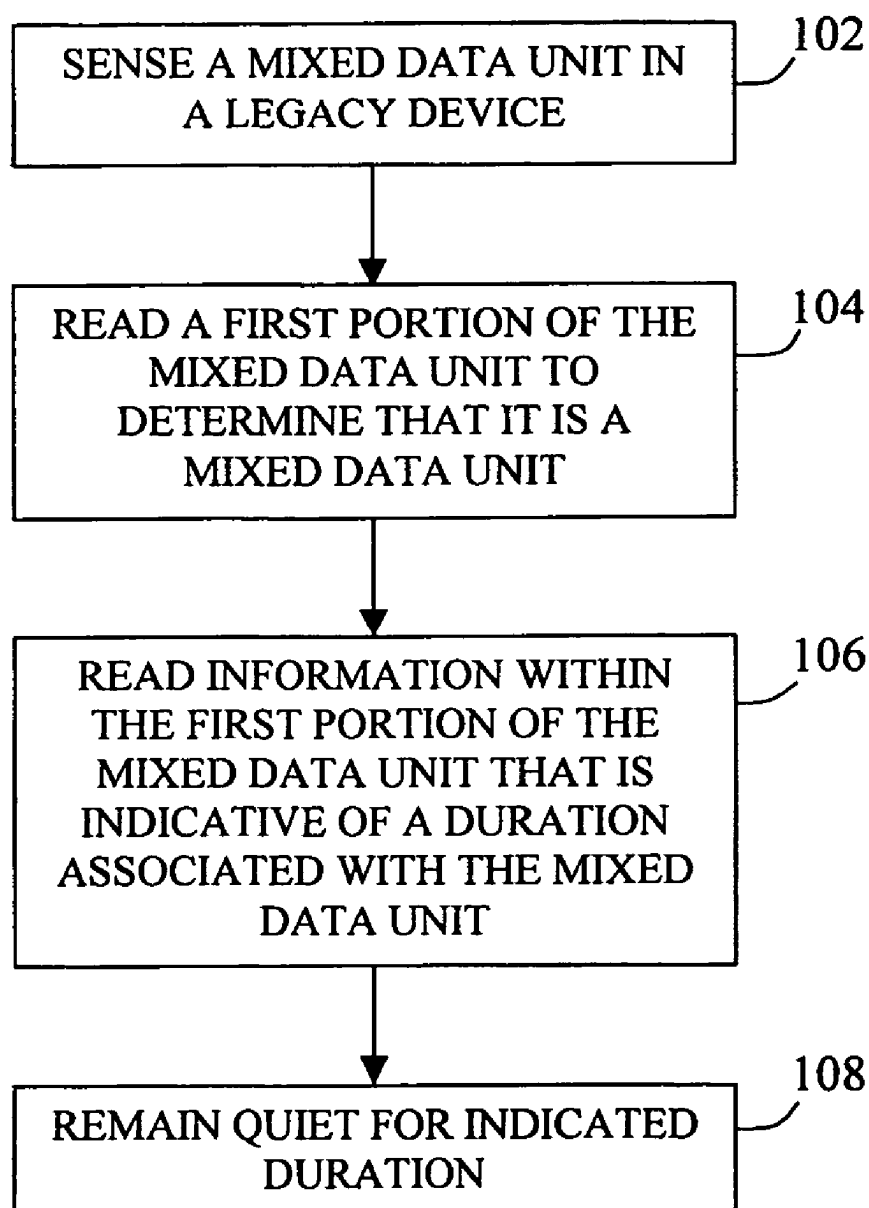 102
SENSE A MIXED DATA UNIT IN
A LEGACY DEVICE
104
READ A FIRST PORTION OF THE
MIXED DATA UNIT TO
DETERMINE THAT IT IS A
MIXED DATA UNIT
106
READ INFORMATION WITHIN
THE FIRST PORTION OF THE
MIXED DATA UNIT THAT IS
INDICATIVE OF A DURATION
ASSOCIATED WITH THE MIXED
DATA UNIT
108
REMAIN QUIET FOR INDICATED
DURATION